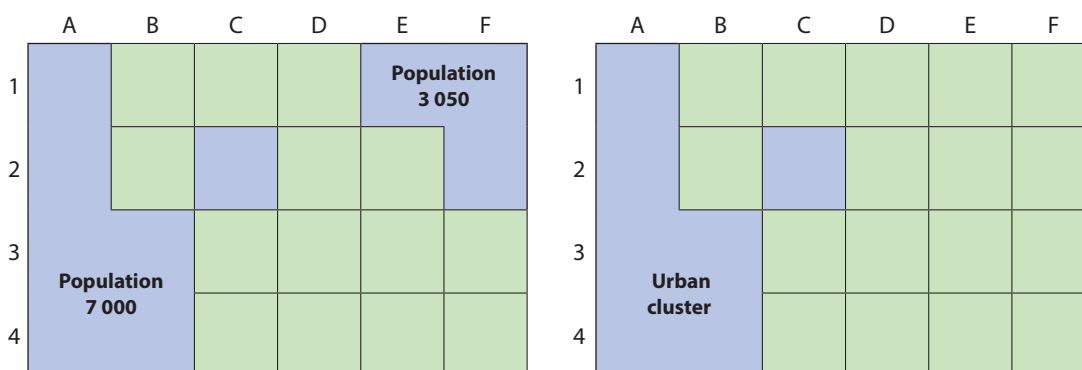 A B C D E F
1
Population
3 050
2
3
Population
7 000
4
A B C D E F
1
2
3
Urban
cluster
4